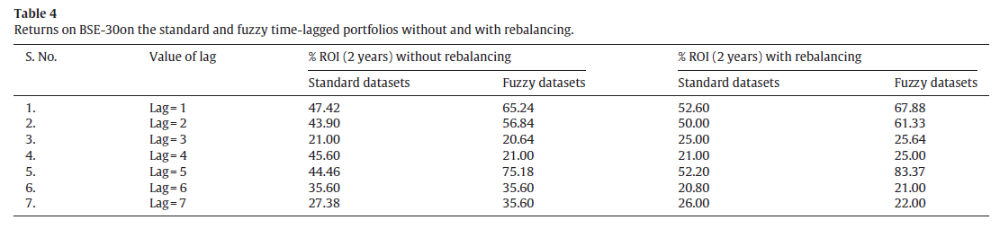 Table 4
Returns on BSE-30on the standard and fuzzy time-lagged portfolios without and with rebalancing.
S. No. Value of lag % ROI (2 years) without rebalancing % ROI (2 years) with rebalancing
Standard datasets Fuzzy datasets Standard datasets Fuzzy datasets
1. Lag= 1 47.42 65.24 52.60 67.88
2. Lag= 2 43.90 56.84 50.00 61.33
3. Lag= 3 21.00 20.64 25.00 25.64
4. Lag= 4 45.60 21.00 21.00 25.00
5. Lag= 5 44.46 75.18 52.20 83.37
6. Lag= 6 35.60 35.60 20.80 21.00
7. Lag= 7 27.38 35.60 26.00 22.00